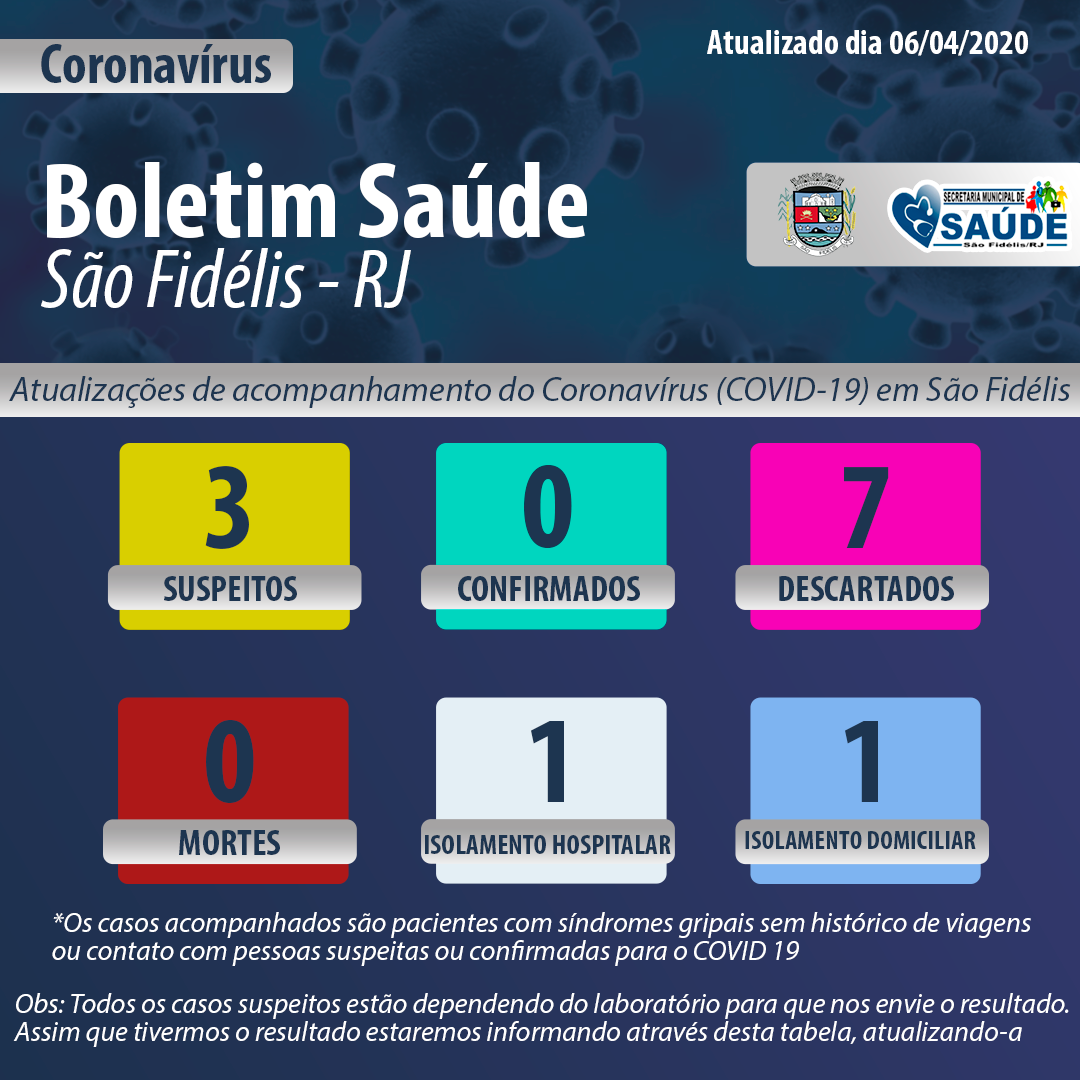 Coronavírus
Atualizado dia 06/04/2020
Boletim Saúde
São Fidélis - RJ
SECRETARIA MUNICIPAL DE
SAÚDE
São Fidélis/RJ
Atualizações de acompanhamento do Coronavírus (COVID-19) em São Fidélis
3
SUSPEITOS
0
CONFIRMADOS
7
DESCARTADOS
0
MORTES
1
ISOLAMENTO HOSPITALAR
1
ISOLAMENTO DOMICILIAR
*Os casos acompanhados são pacientes com síndromes gripais sem histórico de viagens
ou contato com pessoas suspeitas ou confirmadas para o COVID 19
Obs: Todos os casos suspeitos estão dependendo do laboratório para que nos envie o resultado.
Assim que tivermos o resultado estaremos informando através desta tabela, atualizando-a